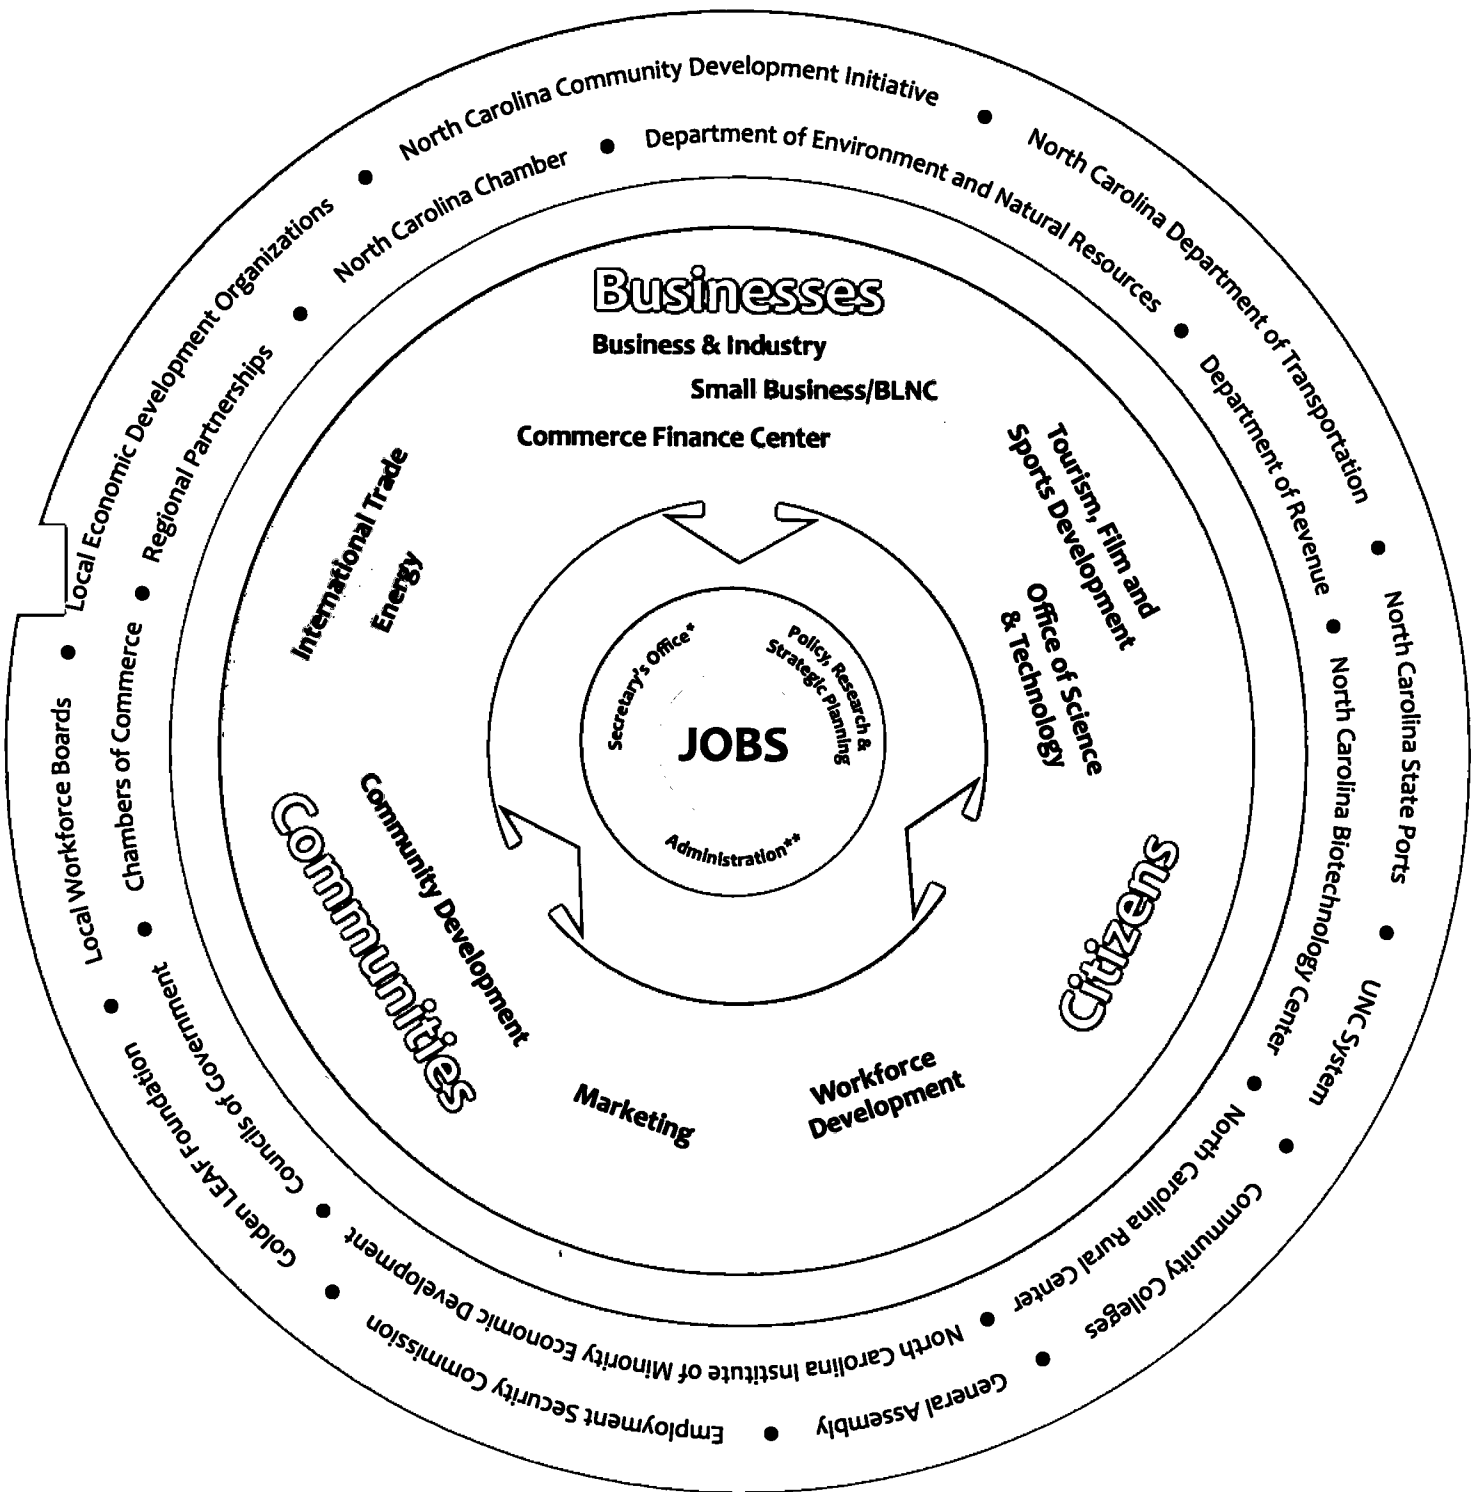 North Carolina Community Development Initiative
North Carolina Department of Transportation
North Carolina State Ports
UNC System
Community Colleges
General Assembly
Employment Security Commission
Golden LEAF Foundation
Local Workforce Boards
Local Economic Development Organizations
North Carolina Chamber
Department of Environment and Natural Resources
Department of Revenue
North Carolina Biotechnology Center
North Carolina Rural Center
North Carolina Institute of Minority Economic Development
Councils of Government
Chambers of Commerce
Regional Partnerships
Businesses
Business & Industry
Small Business/BLNC
Commerce Finance Center
Tourism, Film and
Sports Development
Office of Science
& Technology
Citizens
Workforce
Development
Marketing
Communities
Community Development
International Trade
Energy
Secretary's Office*
Policy, Research &
Strategic Planning
JOBS
Administration**